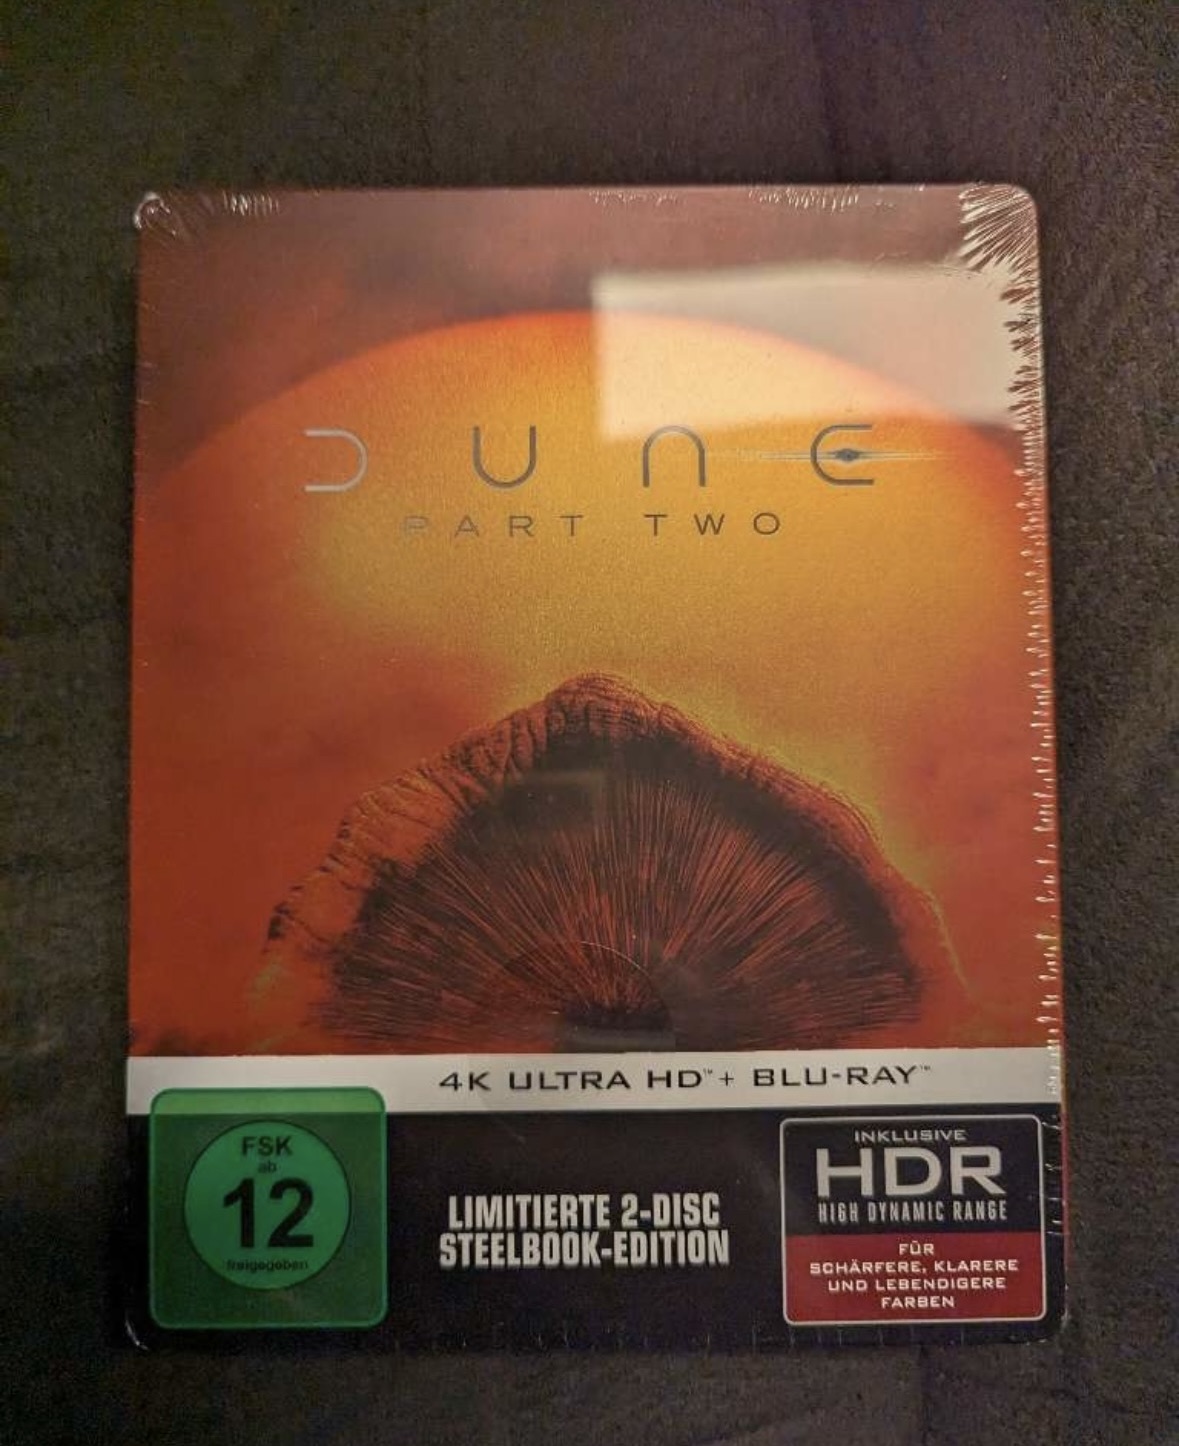 DUNE
PART TWO
4K ULTRA HD™ + BLU-RAY™
FSK
ab
12
freigegeben
LIMITIERTE 2-DISC
STEELBOOK-EDITION
INKLUSIVE
HDR
HIGH DYNAMIC RANGE
FÜR
SCHÄRFERE, KLARERE
UND LEBENDIGERE
FARBEN